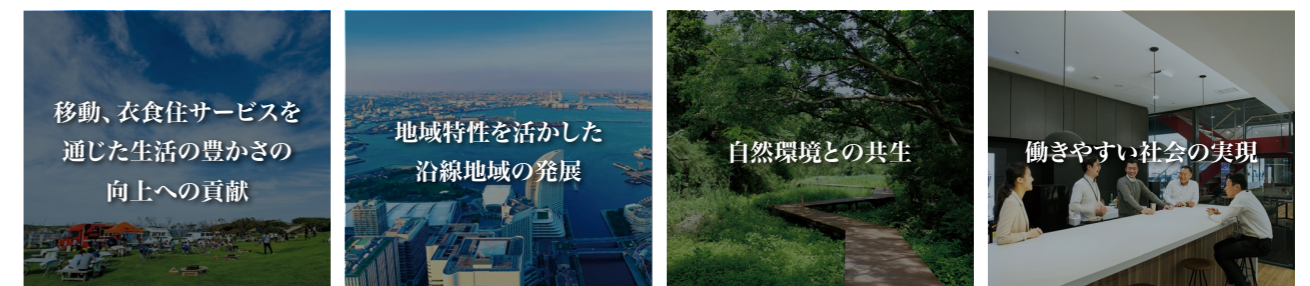 移動、衣食住サービスを
通じた生活の豊かさの
向上への貢献
地域特性を活かした
沿線地域の発展
自然環境との共生
働きやすい社会の実現